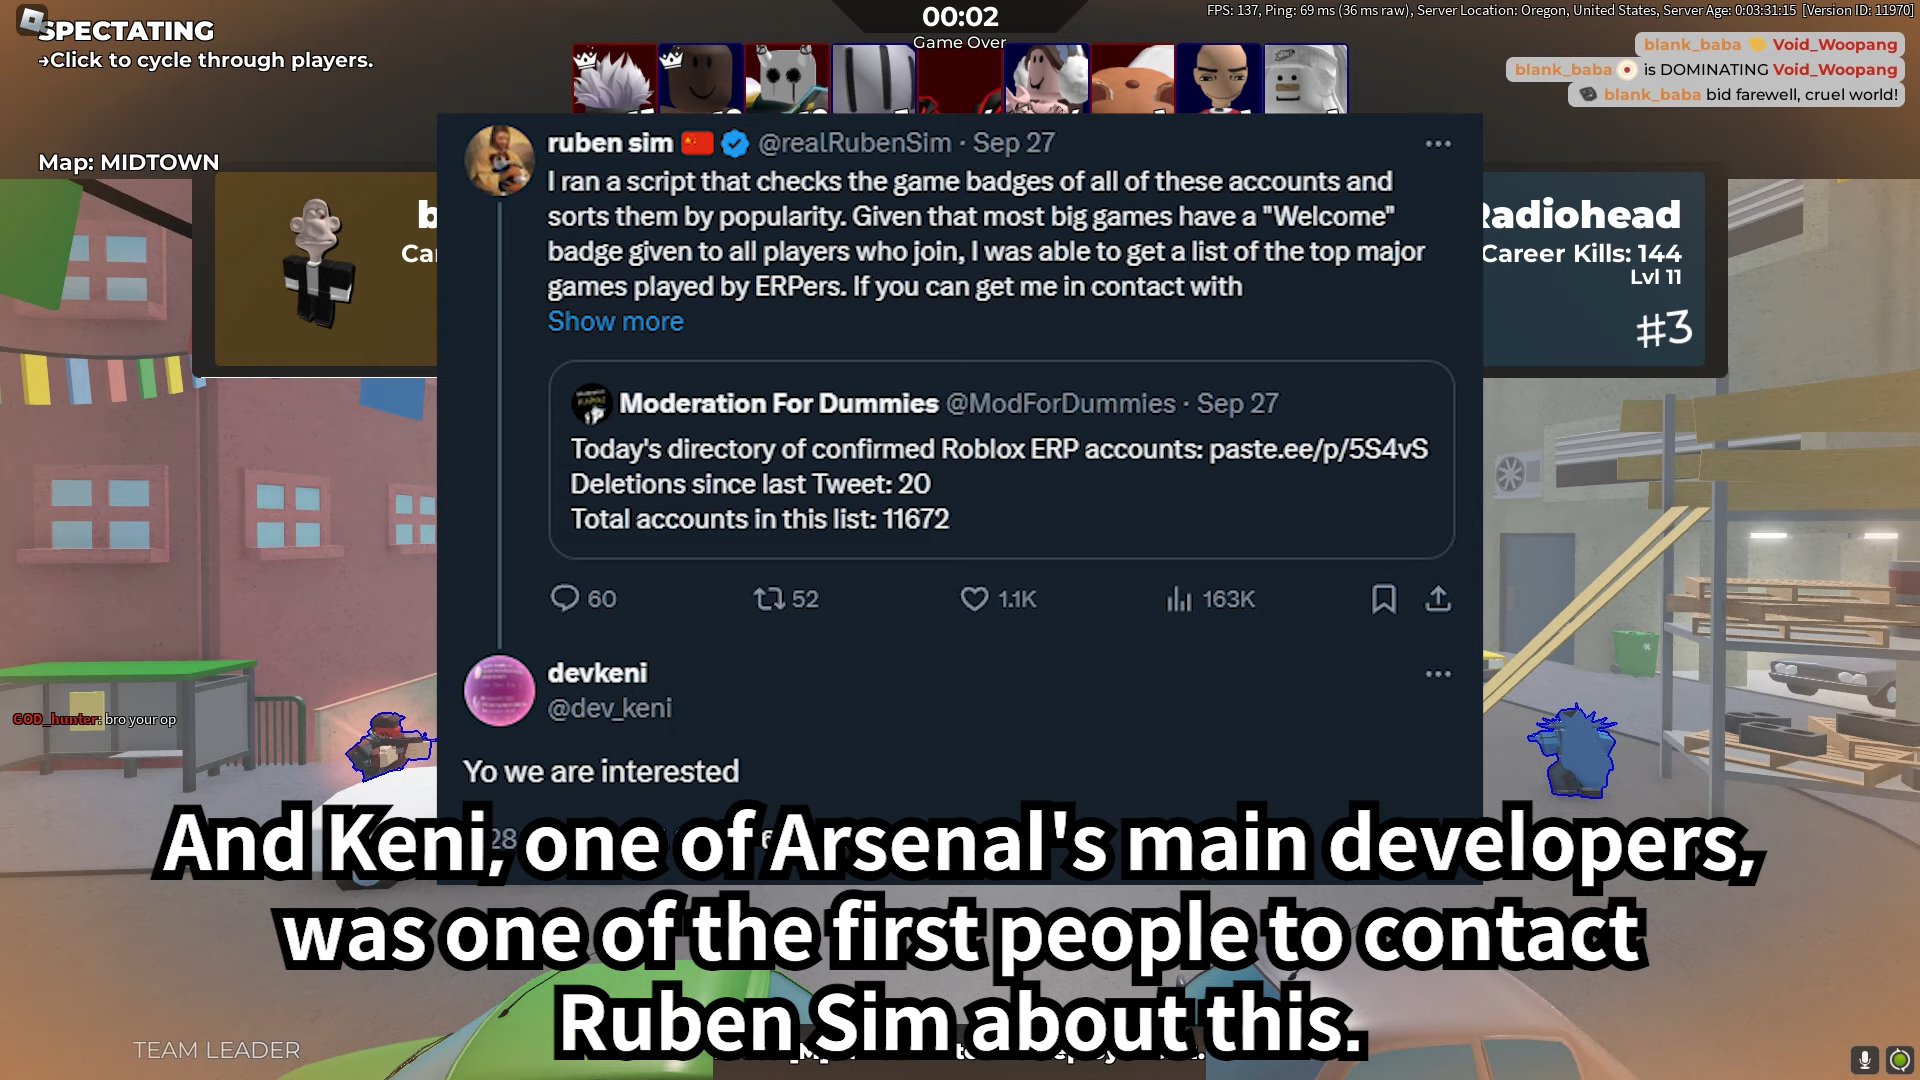 SPECTATING
→Click to cycle through players.
00:02
Game Over
FPS: 137, Ping: 69 ms (36 ms raw), Server Location: Oregon, United States, Server Age: 0:03:31:15 [Version ID: 11970]
blank_baba Void_Woopang
blank_baba is DOMINATING Void_Woopang
blank_baba bid farewell, cruel world!
Map: MIDTOWN
ruben sim @realRubenSim · Sep 27
I ran a script that checks the game badges of all of these accounts and
sorts them by popularity. Given that most big games have a "Welcome"
badge given to all players who join, I was able to get a list of the top major
games played by ERPers. If you can get me in contact with
Show more
Moderation For Dummies @ModForDummies · Sep 27
Today's directory of confirmed Roblox ERP accounts: paste.ee/p/5S4vS
Deletions since last Tweet: 20
Total accounts in this list: 11672
60 52 1.1K 163K
Radiohead
Career Kills: 144
Lvl 11
#3
devkeni
@dev_keni
Yo we are interested
28
GOD_hunter: bro your op
And Keni, one of Arsenal's main developers,
was one of the first people to contact
Ruben Sim about this.
TEAM LEADER